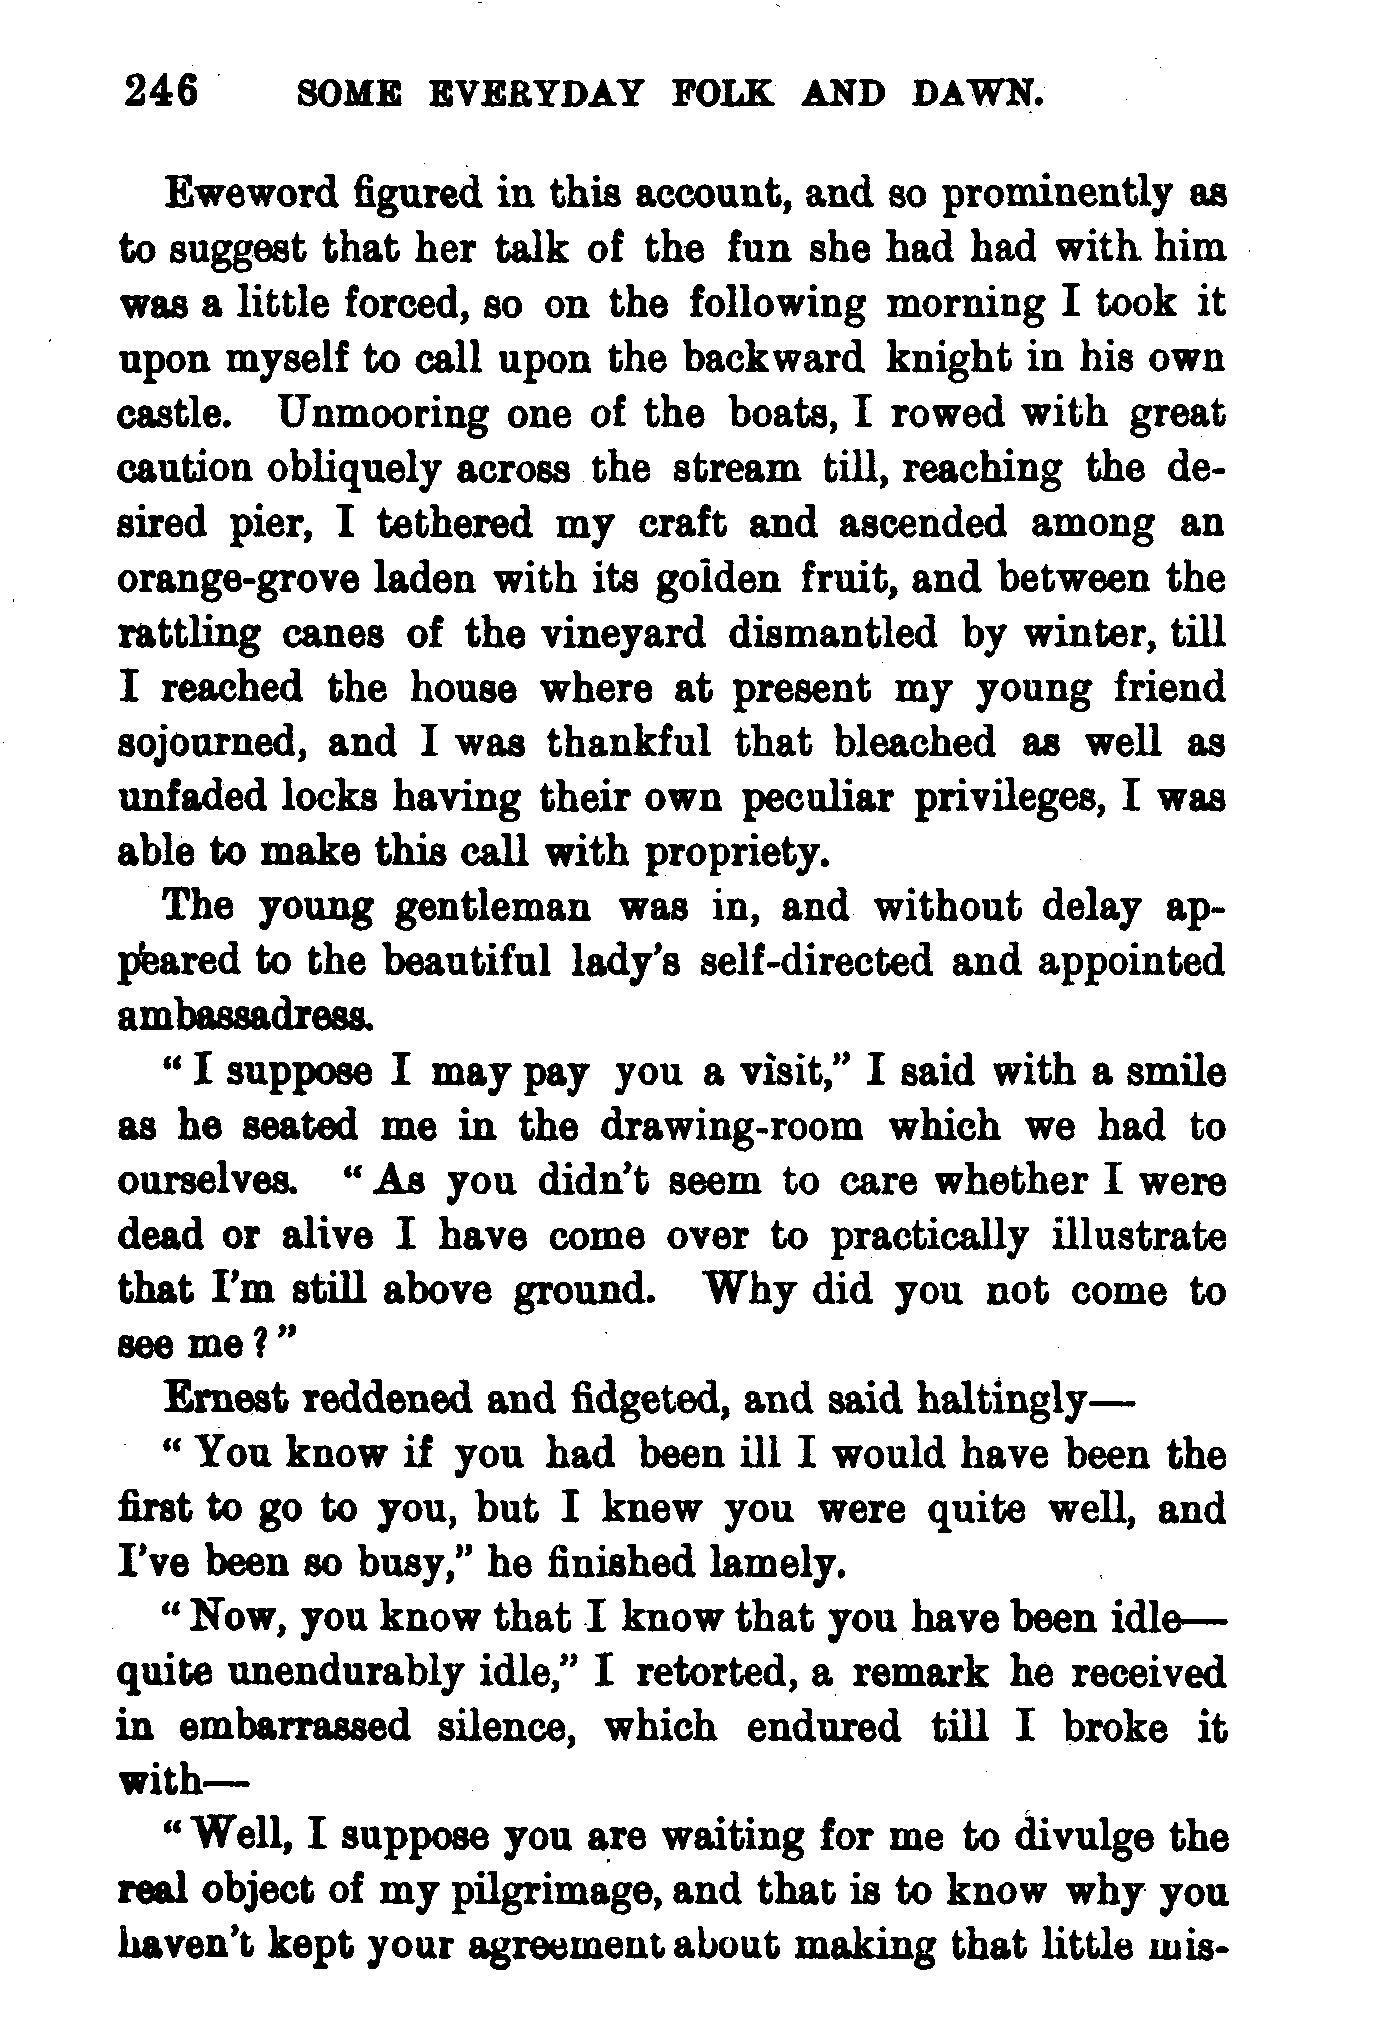 246 SOME EVERYDAY FOLK AND DAWN.
Eweword figured in this account, and so prominently as
to suggest that her talk of the fun she had had with him
was a little forced, so on the following morning I took it
upon myself to call upon the backward knight in his own
castle. Unmooring one of the boats, I rowed with great
caution obliquely across the stream till, reaching the de-
sired pier, I tethered my craft and ascended among an
orange-grove laden with its golden fruit, and between the
rattling canes of the vineyard dismantled by winter, till
I reached the house where at present my young friend
sojourned, and I was thankful that bleached as well as
unfaded locks having their own peculiar privileges, I was
able to make this call with propriety.
The young gentleman was in, and without delay ap-
peared to the beautiful lady's self-directed and appointed
ambassadress.
"I suppose I may pay you a visit," I said with a smile
as he seated me in the drawing-room which we had to
ourselves. "As you didn't seem to care whether I were
dead or alive I have come over to practically illustrate
that I'm still above ground. Why did you not come to
see me?"
Ernest reddened and fidgeted, and said haltingly—
"You know if you had been ill I would have been the
first to go to you, but I knew you were quite well, and
I've been so busy," he finished lamely.
"Now, you know that I know that you have been idle—
quite unendurably idle," I retorted, a remark he received
in embarrassed silence, which endured till I broke it
with—
"Well, I suppose you are waiting for me to divulge the
real object of my pilgrimage, and that is to know why you
haven't kept your agreement about making that little mis-